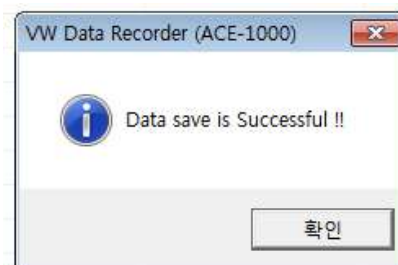 VW Data Recorder (ACE-1000)
Data save is Successful !!
확인